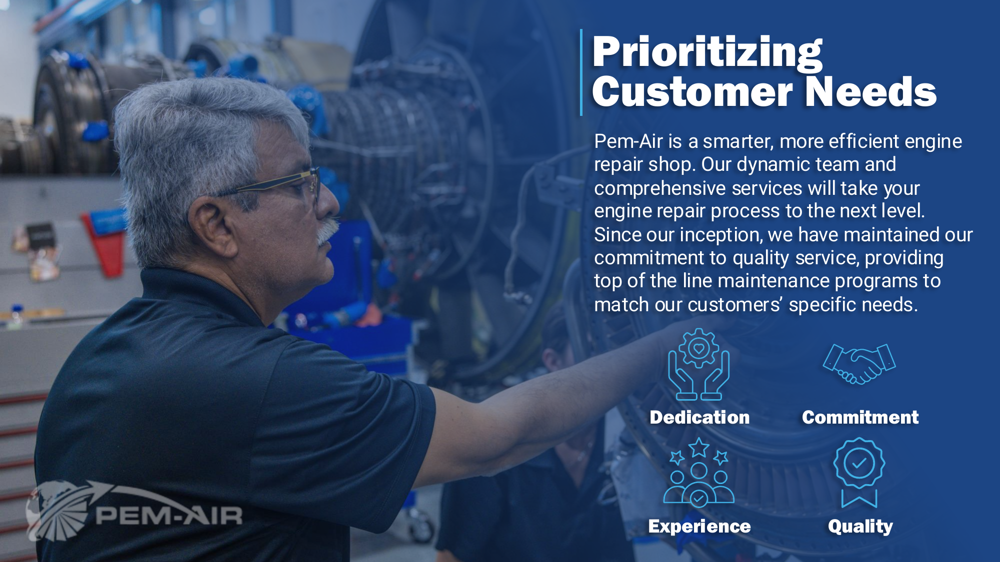 Prioritizing
Customer Needs
Pem-Air is a smarter, more efficient engine
repair shop. Our dynamic team and
comprehensive services will take your
engine repair process to the next level.
Since our inception, we have maintained our
commitment to quality service, providing
top of the line maintenance programs to
match our customers’ specific needs.
Dedication
Commitment
Experience
Quality
PEM-AIR